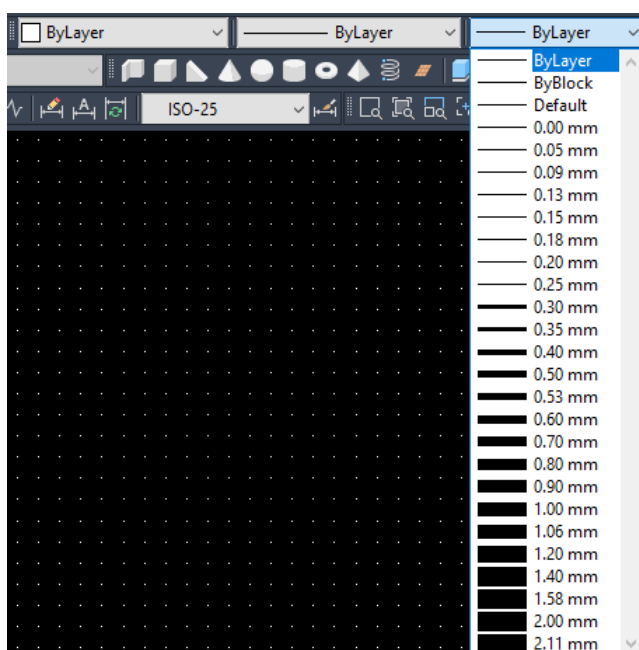 ByLayer ByLayer ByLayer
ByLayer
ByBlock
Default
0.00 mm
0.05 mm
0.09 mm
ISO-25
0.13 mm
0.15 mm
0.18 mm
0.20 mm
0.25 mm
0.30 mm
0.35 mm
0.40 mm
0.50 mm
0.53 mm
0.60 mm
0.70 mm
0.80 mm
0.90 mm
1.00 mm
1.06 mm
1.20 mm
1.40 mm
1.58 mm
2.00 mm
2.11 mm